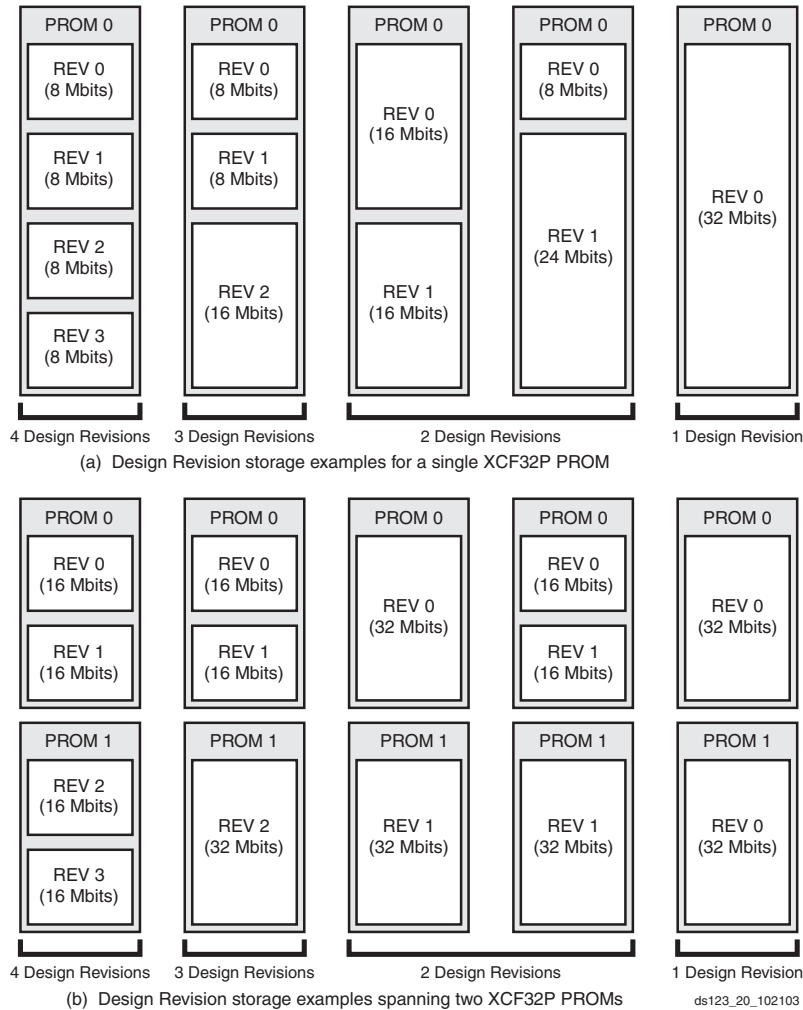 PROM 0
REV 0
(8 Mbits)
REV 1
(8 Mbits)
REV 2
(8 Mbits)
REV 3
(8 Mbits)
PROM 0
REV 0
(8 Mbits)
REV 1
(8 Mbits)
REV 2
(16 Mbits)
PROM 0
REV 0
(16 Mbits)
REV 1
(16 Mbits)
PROM 0
REV 0
(8 Mbits)
REV 1
(24 Mbits)
PROM 0
REV 0
(32 Mbits)
4 Design Revisions
3 Design Revisions
2 Design Revisions
1 Design Revision
(a) Design Revision storage examples for a single XCF32P PROM
PROM 0
REV 0
(16 Mbits)
REV 1
(16 Mbits)
PROM 0
REV 0
(16 Mbits)
REV 1
(16 Mbits)
PROM 0
REV 0
(32 Mbits)
PROM 0
REV 0
(16 Mbits)
REV 1
(16 Mbits)
PROM 0
REV 0
(32 Mbits)
PROM 1
REV 2
(16 Mbits)
REV 3
(16 Mbits)
PROM 1
REV 2
(32 Mbits)
PROM 1
REV 1
(32 Mbits)
PROM 1
REV 1
(32 Mbits)
PROM 1
REV 0
(32 Mbits)
4 Design Revisions
3 Design Revisions
2 Design Revisions
1 Design Revision
(b) Design Revision storage examples spanning two XCF32P PROMs
ds123_20_102103